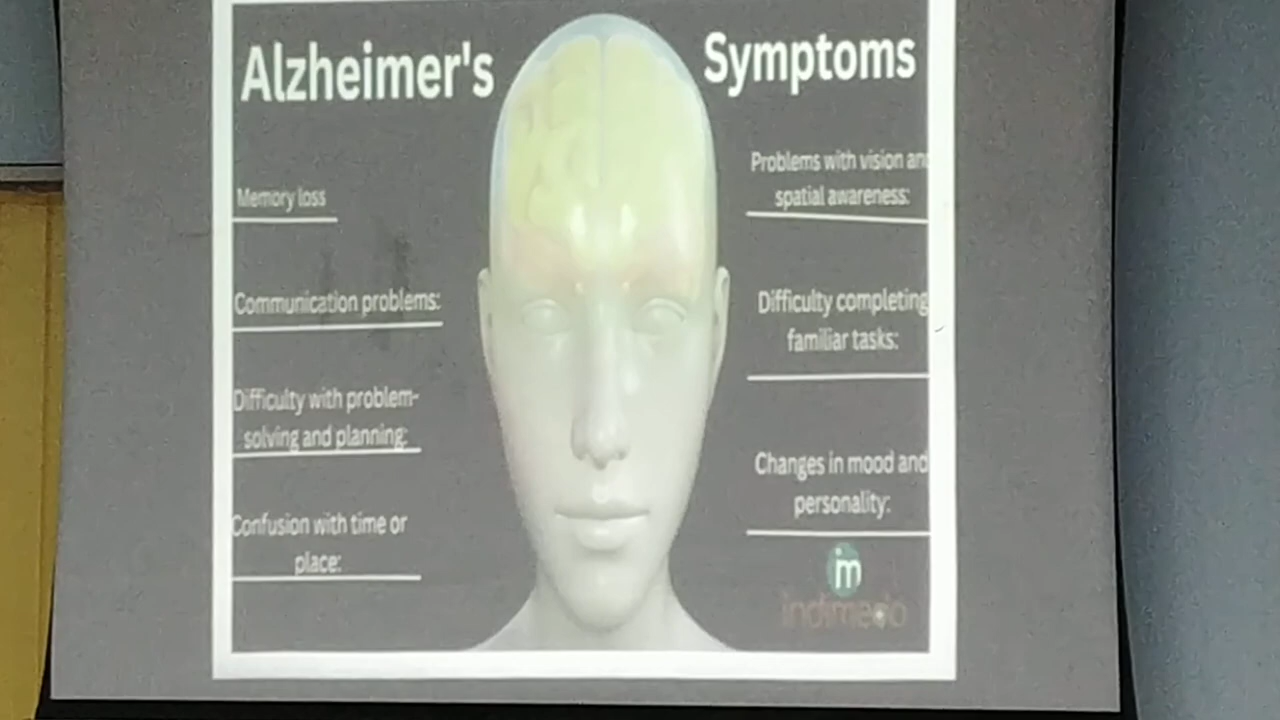 Alzheimer's
Symptoms
Memory loss
Communication problems:
Difficulty with problem-
solving and planning:
Confusion with time or
place:
Problems with vision and
spatial awareness:
Difficulty completing
familiar tasks:
Changes in mood and
personality:
im
indimedo